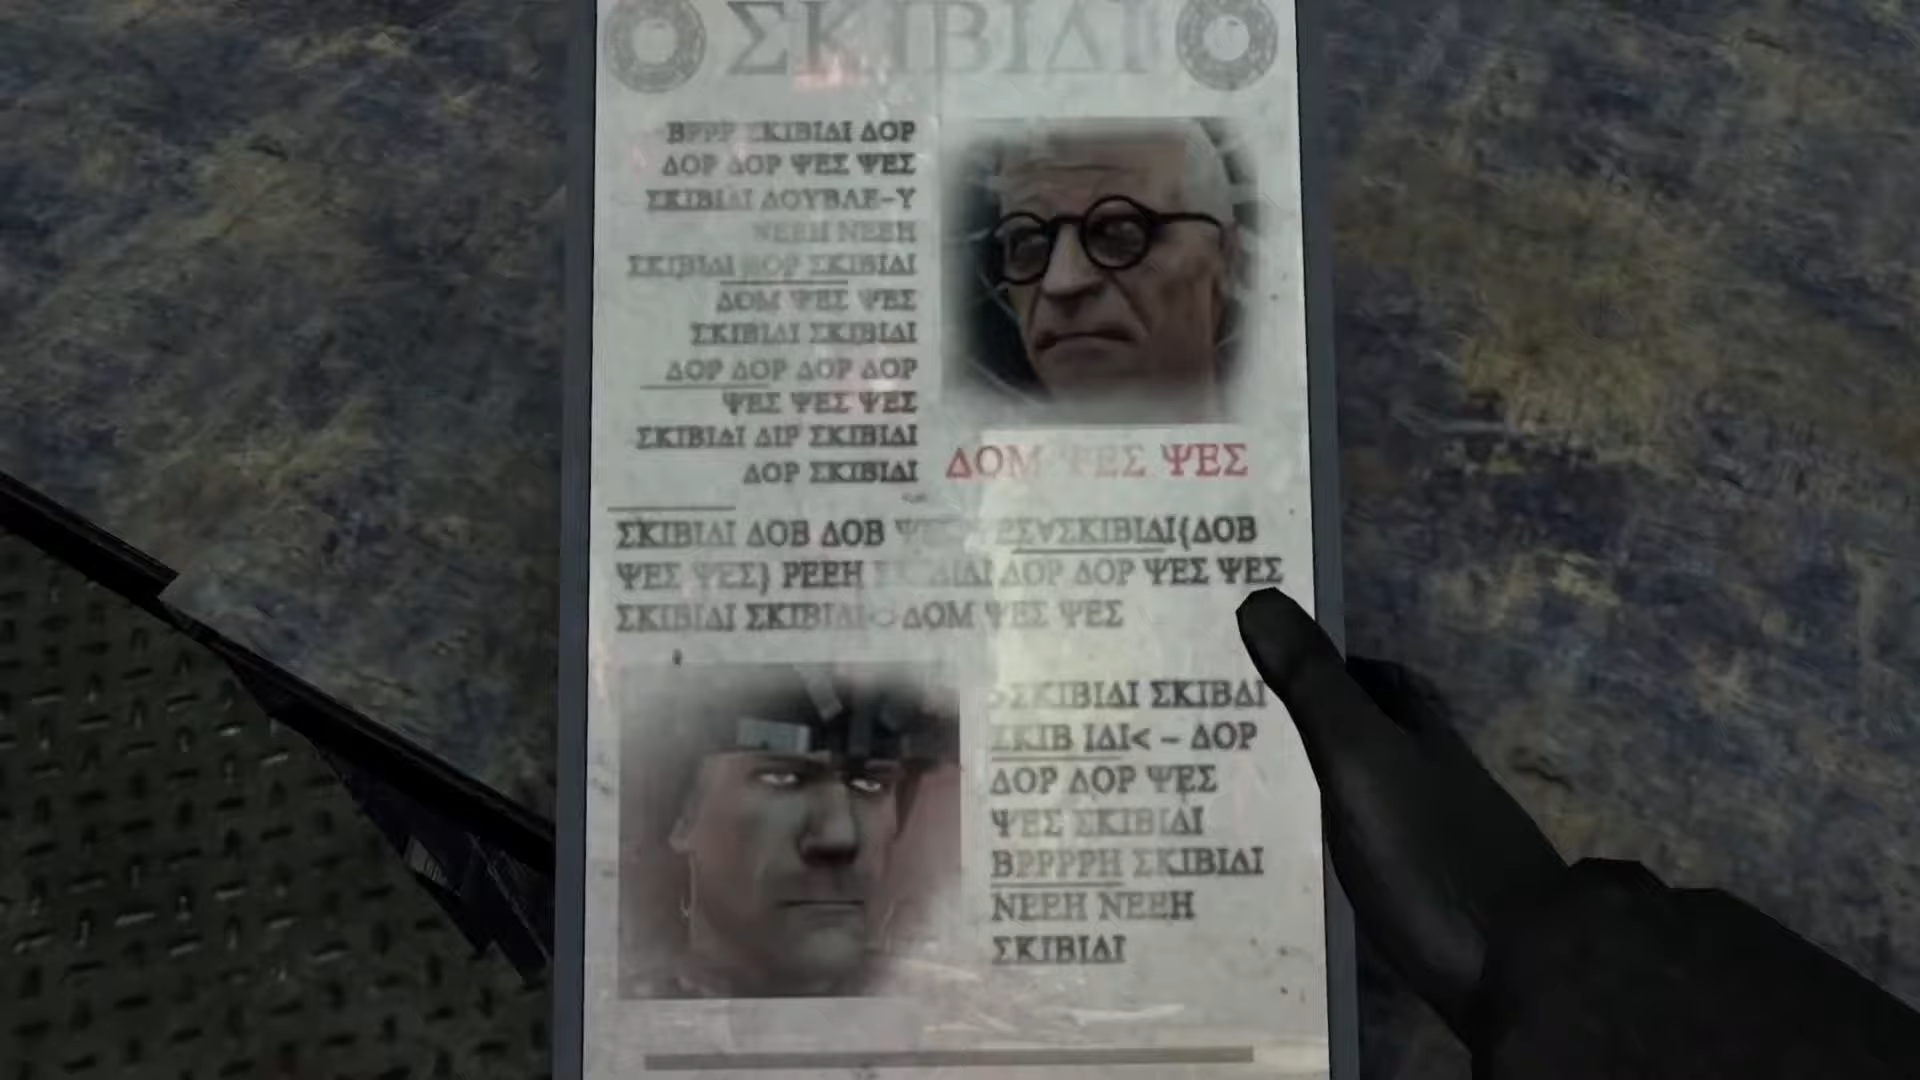 ΣΚΙΒΙΔΙ
ΒΡΡΡ ΣΚΙΒΙΔΙ ΔΟΡ
ΔΟΡ ΔΟΡ ΨΕΣ ΨΕΣ
ΣΚΙΒΙΔΙ ΔΟΥΒΛΕ-Υ
ΝΕΕΗ ΝΕΕΗ
ΣΚΙΒΙΔΙ ΔΟΡ ΣΚΙΒΙΔΙ
ΔΟΜ ΨΕΣ ΨΕΣ
ΣΚΙΒΙΔΙ ΣΚΙΒΙΔΙ
ΔΟΡ ΔΟΡ ΔΟΡ ΔΟΡ
ΨΕΣ ΨΕΣ ΨΕΣ
ΣΚΙΒΙΔΙ ΔΙΡ ΣΚΙΒΙΔΙ
ΔΟΡ ΣΚΙΒΙΔΙ
ΔΟΜ ΨΕΣ ΨΕΣ
ΣΚΙΒΙΔΙ ΔΟΒ ΔΟΒ (ΔΟΒ
ΨΕΣ ΨΕΣ) ΡΕΕΗ ΔΟΡ ΔΟΡ ΨΕΣ ΨΕΣ
ΣΚΙΒΙΔΙ ΣΚΙΒΙΔΙ ΔΟΜ ΨΕΣ ΨΕΣ
>ΣΚΙΒΙΔΙ ΣΚΙΒΔΙ
ΣΚΙΒ ΙΔΙ< - ΔΟΡ
ΔΟΡ ΔΟΡ ΨΕΣ
ΨΕΣ ΣΚΙΒΙΔΙ
ΒΡΡΡΡΗ ΣΚΙΒΙΔΙ
ΝΕΕΗ ΝΕΕΗ
ΣΚΙΒΙΔΙ